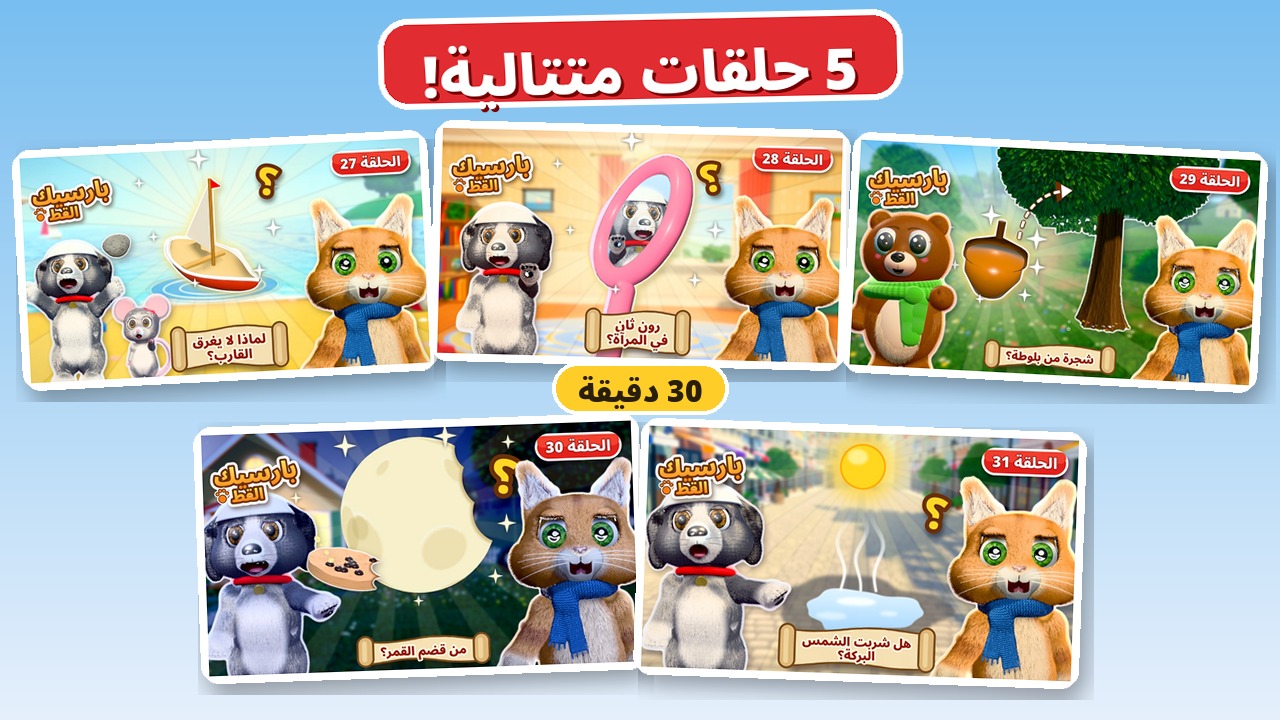 5 حلقات متتالية!
الحلقة 27
بارسيك
القط
لماذا لا يغرق
القارب؟
الحلقة 28
بارسيك
القط
رون ثانٍ
في المرآة؟
الحلقة 29
بارسيك
القط
شجرة من بلوطة؟
30 دقيقة
الحلقة 30
بارسيك
القط
من قضم القمر؟
الحلقة 31
بارسيك
القط
هل شربت الشمس
البركة؟